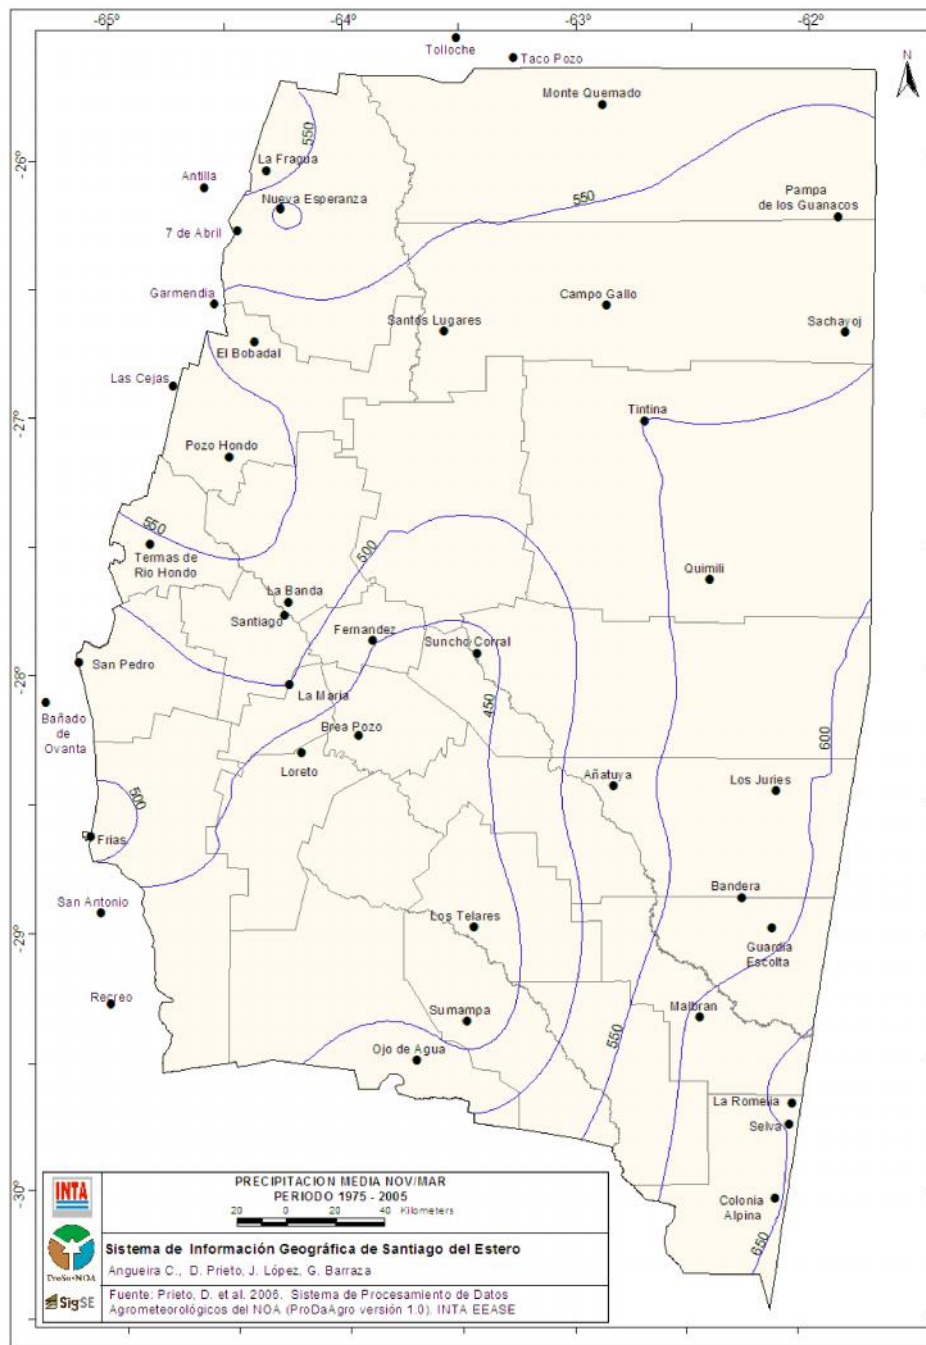 -65°
-64°
-63°
-62°
Tolloche
Taco Pozo
N
Monte Quemado
550
-26°
La Fragua
Antilla
Nueva Esperanza
550
Pampa
de los Guanacos
7 de Abril
Garmendia
Campo Gallo
Santos Lugares
Sachayoj
El Bobadal
Las Cejas
-27°
Tintina
Pozo Hondo
550
500
Termas de
Rio Hondo
Quimili
La Banda
Santiago
Fernandez
Suncho Corral
San Pedro
-28°
La Maria
450
Bañado
de
Ovanta
Brea Pozo
600
Loreto
Añatuya
Los Juries
500
Frias
Bandera
San Antonio
Los Telares
-29°
Guardia
Escolta
Recreo
Sumampa
Malbran
550
Ojo de Agua
La Romelia
Selva
-30°
Colonia
Alpina
650
INTA
PRECIPITACION MEDIA NOV/MAR
PERIODO 1975 - 2005
20 0 20 40 Kilometers
ProSus•NOA
Sistema de Información Geográfica de Santiago del Estero
Angueira C., D. Prieto, J. López, G. Barraza
SigSE
Fuente: Prieto, D. et al. 2006. Sistema de Procesamiento de Datos
Agrometeorológicos del NOA (ProDaAgro versión 1.0). INTA EEASE